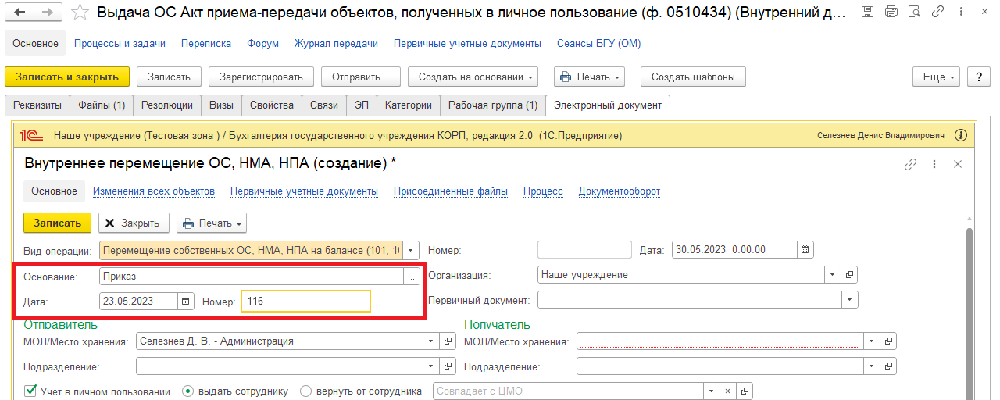 Выдача ОС Акт приема-передачи объектов, полученных в личное пользование (ф. 0510434) (Внутренний д...
Основное Процессы и задачи Переписка Форум Журнал передачи Первичные учетные документы Сеансы БГУ (ОМ)
Записать и закрыть Записать Зарегистрировать Отправить... Создать на основании Печать Создать шаблоны Еще ?
Реквизиты Файлы (1) Резолюции Визы Свойства Связи ЭП Категории Рабочая группа (1) Электронный документ
1С Наше учреждение (Тестовая зона ) / Бухгалтерия государственного учреждения КОРП, редакция 2.0 (1С:Предприятие) Селезнев Денис Владимирович
Внутреннее перемещение ОС, НМА, НПА (создание) *
Основное Изменения всех объектов Первичные учетные документы Присоединенные файлы Процесс Документооборот
Записать Закрыть Печать
Вид операции: Перемещение собственных ОС, НМА, НПА на балансе (101, 10 Номер: Дата: 30.05.2023 0:00:00
Основание: Приказ ... Организация: Наше учреждение
Дата: 23.05.2023 Номер: 116 Первичный документ:
Отправитель Получатель
МОЛ/Место хранения: Селезнев Д. В. - Администрация МОЛ/Место хранения:
Подразделение: Подразделение:
Учет в личном пользовании выдать сотруднику вернуть от сотрудника Совпадает с ЦМО